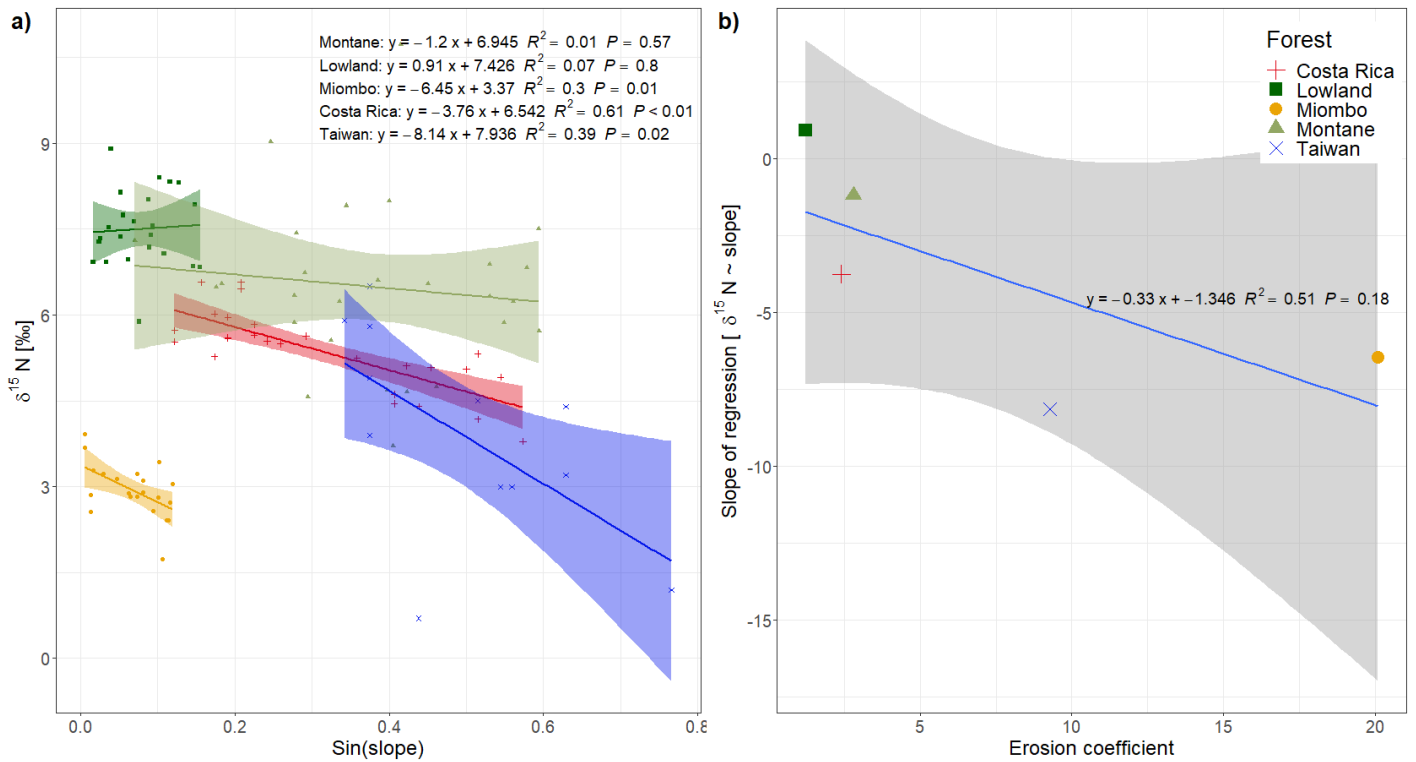 a)
Montane: y = −1.2 x + 6.945 R² = 0.01 P = 0.57
Lowland: y = 0.91 x + 7.426 R² = 0.07 P = 0.8
Miombo: y = −6.45 x + 3.37 R² = 0.3 P = 0.01
Costa Rica: y = −3.76 x + 6.542 R² = 0.61 P < 0.01
Taiwan: y = −8.14 x + 7.936 R² = 0.39 P = 0.02
δ¹⁵ N [‰]
9
6
3
0
0.0 0.2 0.4 0.6 0.8
Sin(slope)
b)
Forest
Costa Rica
Lowland
Miombo
Montane
Taiwan
y = −0.33 x + −1.346 R² = 0.51 P = 0.18
Slope of regression [ δ¹⁵ N ~ slope]
0
-5
-10
-15
5 10 15 20
Erosion coefficient